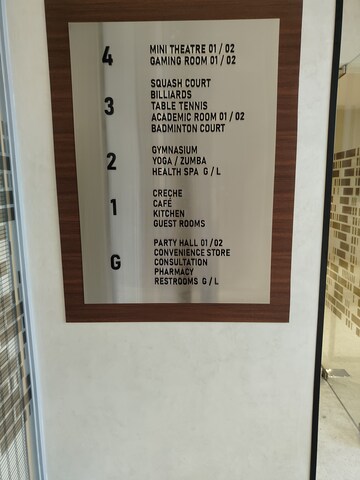 4
MINI THEATRE 01 / 02
GAMING ROOM 01 / 02
3
SQUASH COURT
BILLIARDS
TABLE TENNIS
ACADEMIC ROOM 01 / 02
BADMINTON COURT
2
GYMNASIUM
YOGA / ZUMBA
HEALTH SPA G / L
1
CRECHE
CAFÉ
KITCHEN
GUEST ROOMS
G
PARTY HALL 01 / 02
CONVENIENCE STORE
CONSULTATION
PHARMACY
RESTROOMS G / L